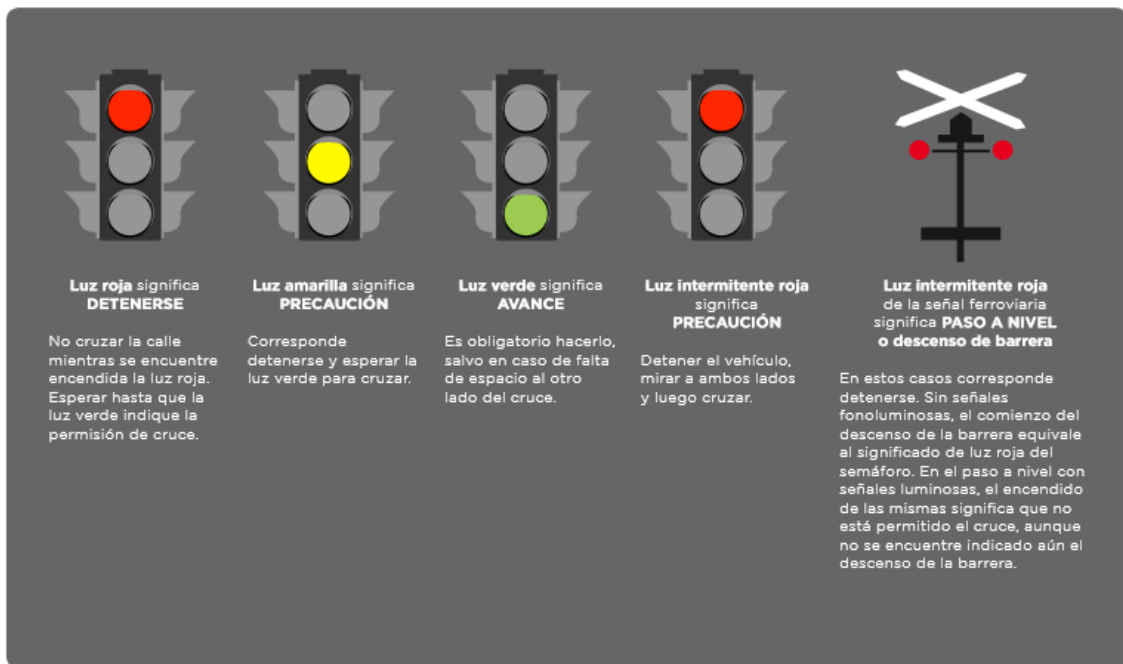 Luz roja significa
DETENERSE
No cruzar la calle
mientras se encuentre
encendida la luz roja.
Esperar hasta que la
luz verde indique la
permisión de cruce.
Luz amarilla significa
PRECAUCIÓN
Corresponde
detenerse y esperar la
luz verde para cruzar.
Luz verde significa
AVANCE
Es obligatorio hacerlo,
salvo en caso de falta
de espacio al otro
lado del cruce.
Luz intermitente roja
significa
PRECAUCIÓN
Detener el vehículo,
mirar a ambos lados
y luego cruzar.
Luz intermitente roja
de la señal ferroviaria
significa PASO A NIVEL
o descenso de barrera
En estos casos corresponde
detenerse. Sin señales
fonoluminosas, el comienzo del
descenso de la barrera equivale
al significado de luz roja del
semáforo. En el paso a nivel con
señales luminosas, el encendido
de las mismas significa que no
está permitido el cruce, aunque
no se encuentre indicado aún el
descenso de la barrera.